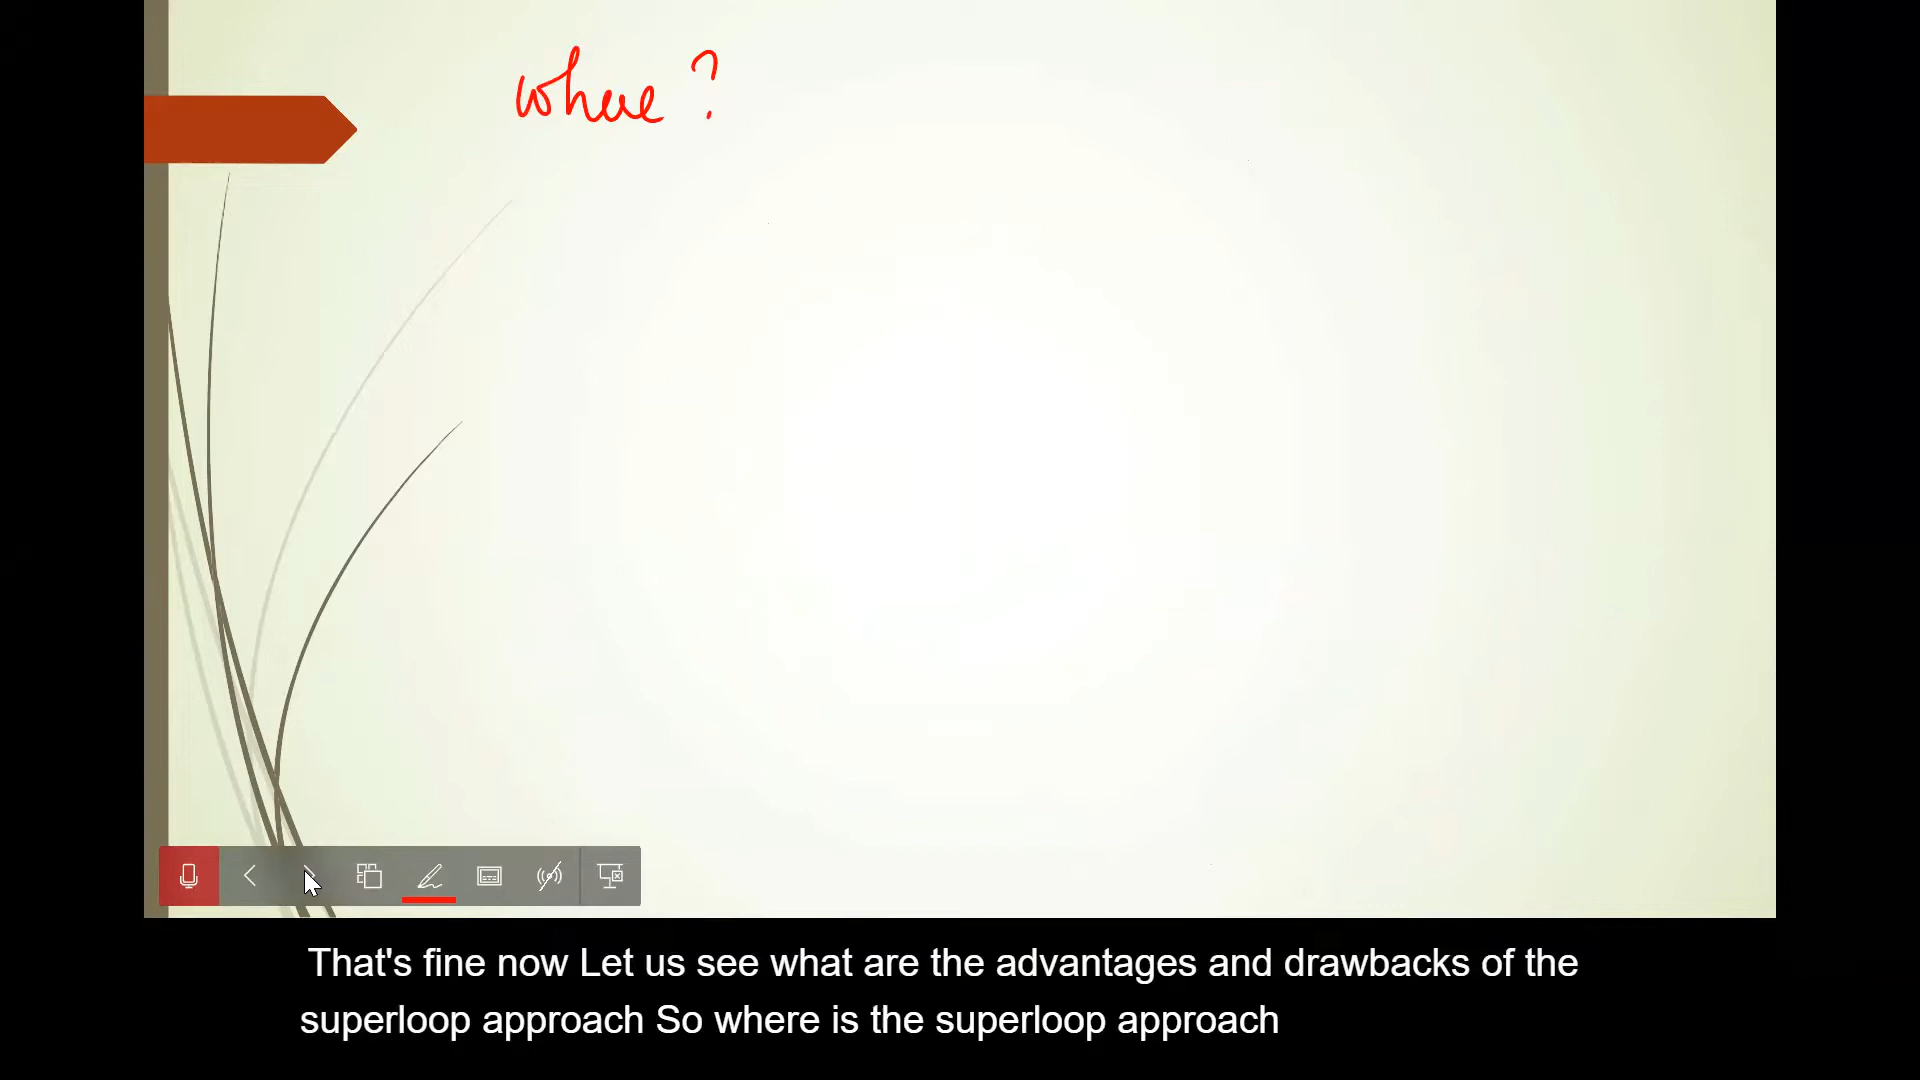 where ?
That's fine now Let us see what are the advantages and drawbacks of the
superloop approach So where is the superloop approach